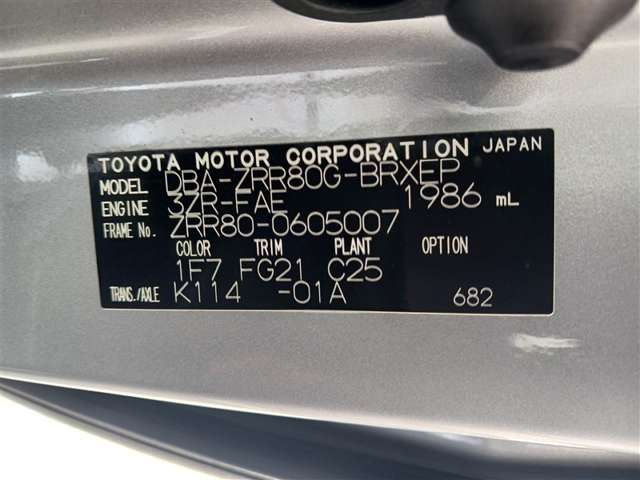 TOYOTA MOTOR CORPORATION JAPAN
MODEL DBA-ZRR80G-BRXEP
ENGINE 3ZR-FAE 1986 mL
FRAME No. ZRR80-0605007
COLOR TRIM PLANT OPTION
1F7 FG21 C25
TRANS./AXLE K114 -01A 682